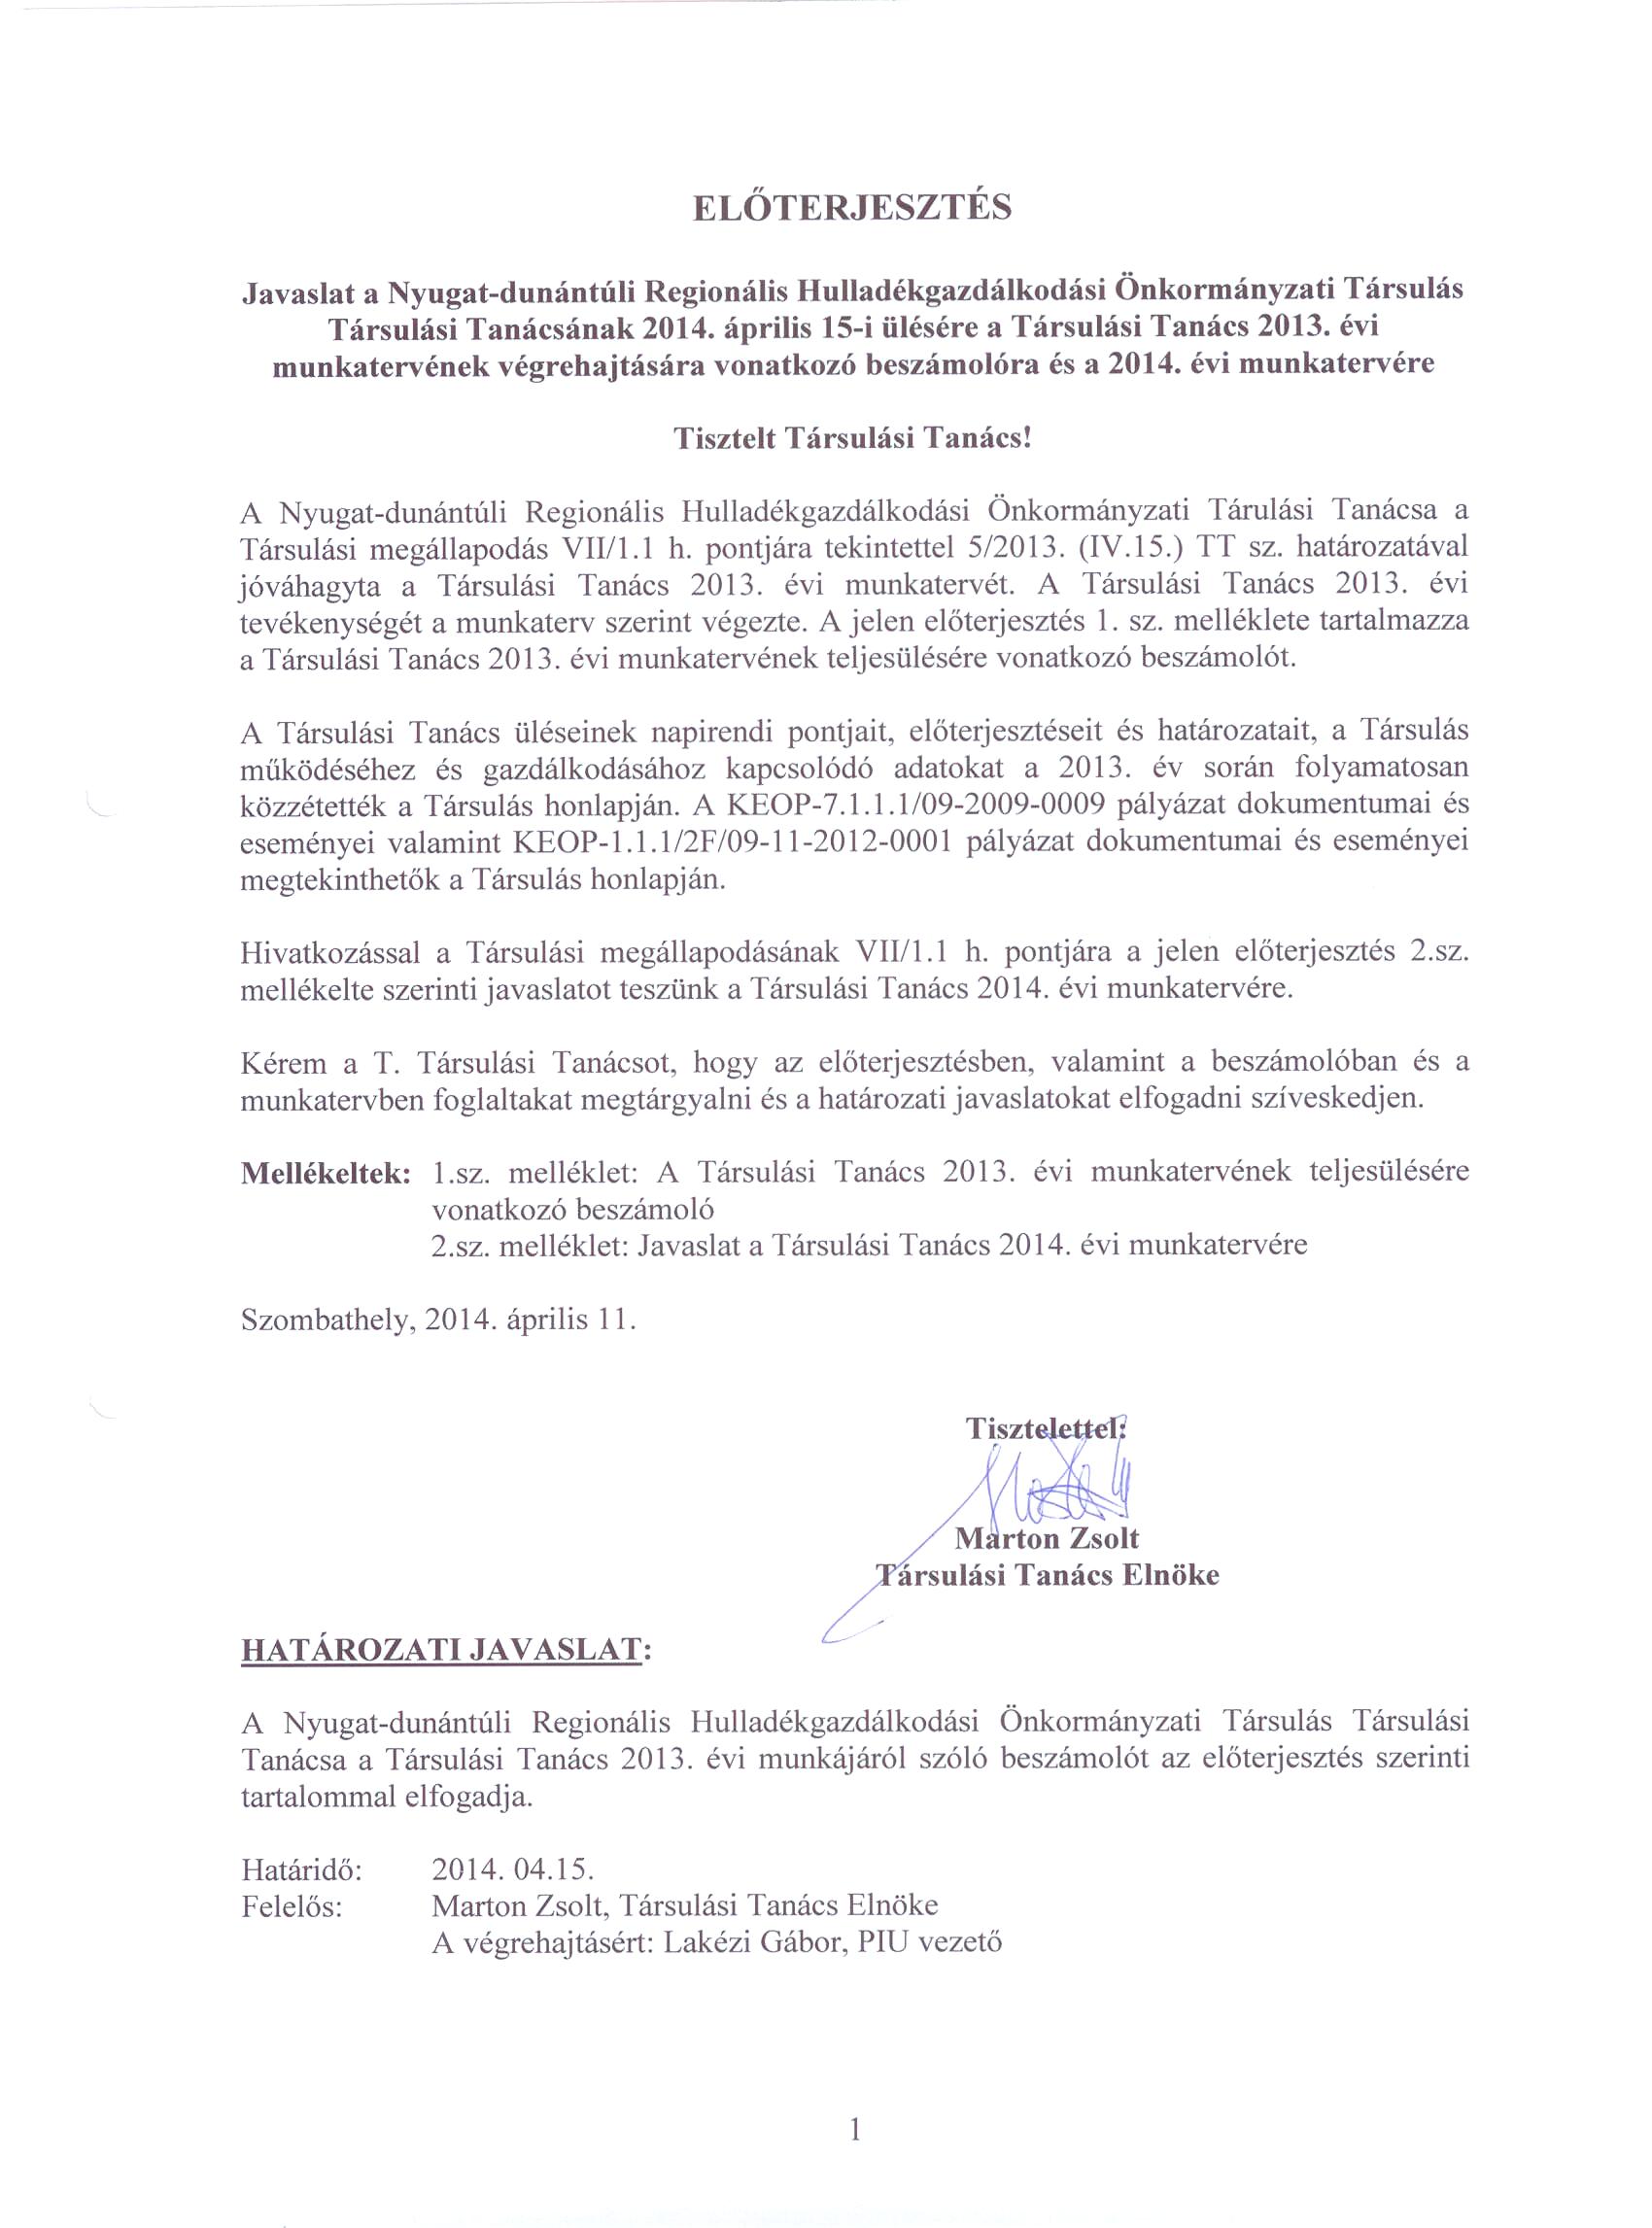 ELŐTERJESZTÉS
Javaslat a Nyugat-dunántúli Regionális Hulladékgazdálkodási Önkormányzati Társulás
Társulási Tanácsának 2014. április 15-i ülésére a Társulási Tanács 2013. évi
munkatervének végrehajtására vonatkozó beszámolóra és a 2014. évi munkatervére
Tisztelt Társulási Tanács!
A Nyugat-dunántúli Regionális Hulladékgazdálkodási Önkormányzati Tárulási Tanácsa a
Társulási megállapodás VII/1.1 h. pontjára tekintettel 5/2013. (IV.15.) TT sz. határozatával
jóváhagyta a Társulási Tanács 2013. évi munkatervét. A Társulási Tanács 2013. évi
tevékenységét a munkaterv szerint végezte. A jelen előterjesztés 1. sz. melléklete tartalmazza
a Társulási Tanács 2013. évi munkatervének teljesülésére vonatkozó beszámolót.
A Társulási Tanács üléseinek napirendi pontjait, előterjesztéseit és határozatait, a Társulás
működéséhez és gazdálkodásához kapcsolódó adatokat a 2013. év során folyamatosan
közzétették a Társulás honlapján. A KEOP-7.1.1.1/09-2009-0009 pályázat dokumentumai és
eseményei valamint KEOP-1.1.1/2F/09-11-2012-0001 pályázat dokumentumai és eseményei
megtekinthetők a Társulás honlapján.
Hivatkozással a Társulási megállapodásának VII/1.1 h. pontjára a jelen előterjesztés 2.sz.
mellékelte szerinti javaslatot teszünk a Társulási Tanács 2014. évi munkatervére.
Kérem a T. Társulási Tanácsot, hogy az előterjesztésben, valamint a beszámolóban és a
munkatervben foglaltakat megtárgyalni és a határozati javaslatokat elfogadni szíveskedjen.
Mellékeltek: 1.sz. melléklet: A Társulási Tanács 2013. évi munkatervének teljesülésére
vonatkozó beszámoló
2.sz. melléklet: Javaslat a Társulási Tanács 2014. évi munkatervére
Szombathely, 2014. április 11.
Tisztelettel:
Marton Zsolt
Társulási Tanács Elnöke
HATÁROZATI JAVASLAT:
A Nyugat-dunántúli Regionális Hulladékgazdálkodási Önkormányzati Társulás Társulási
Tanácsa a Társulási Tanács 2013. évi munkájáról szóló beszámolót az előterjesztés szerinti
tartalommal elfogadja.
Határidő: 2014. 04.15.
Felelős: Marton Zsolt, Társulási Tanács Elnöke
A végrehajtásért: Lakézi Gábor, PIU vezető
1